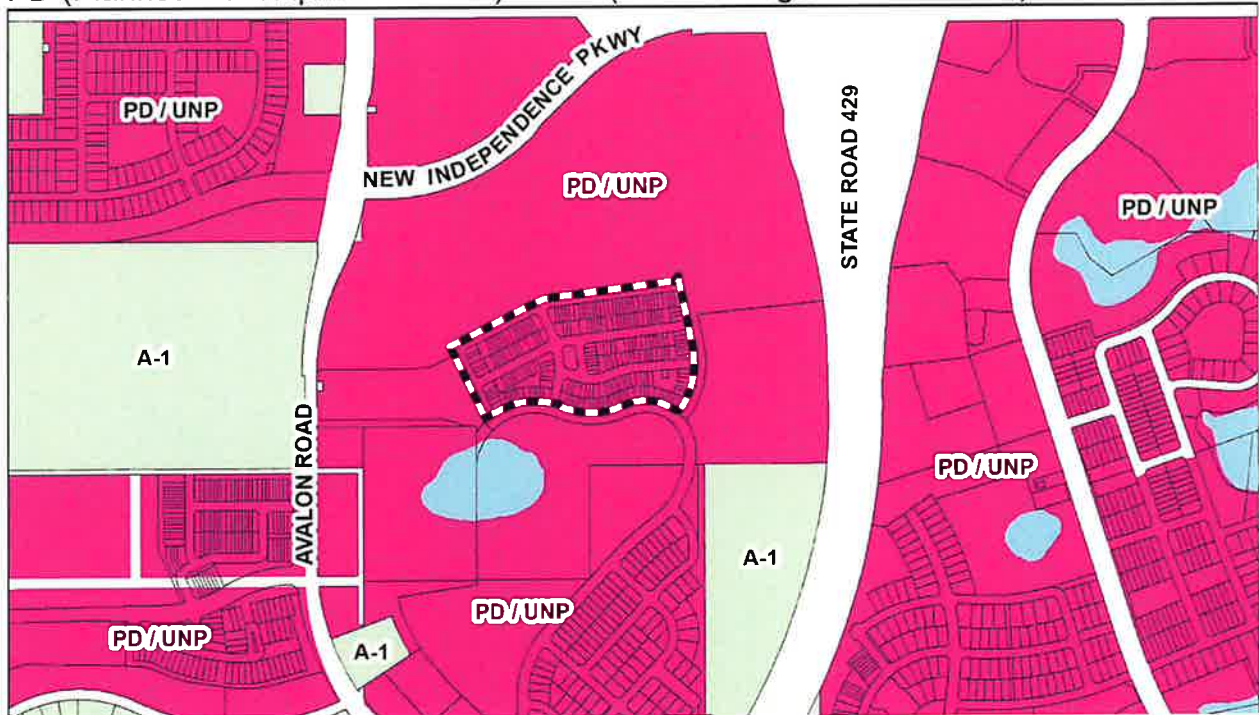 PD / UNP
NEW INDEPENDENCE PKWY
PD / UNP
STATE ROAD 429
PD / UNP
A-1
AVALON ROAD
PD / UNP
A-1
PD / UNP
PD / UNP
A-1